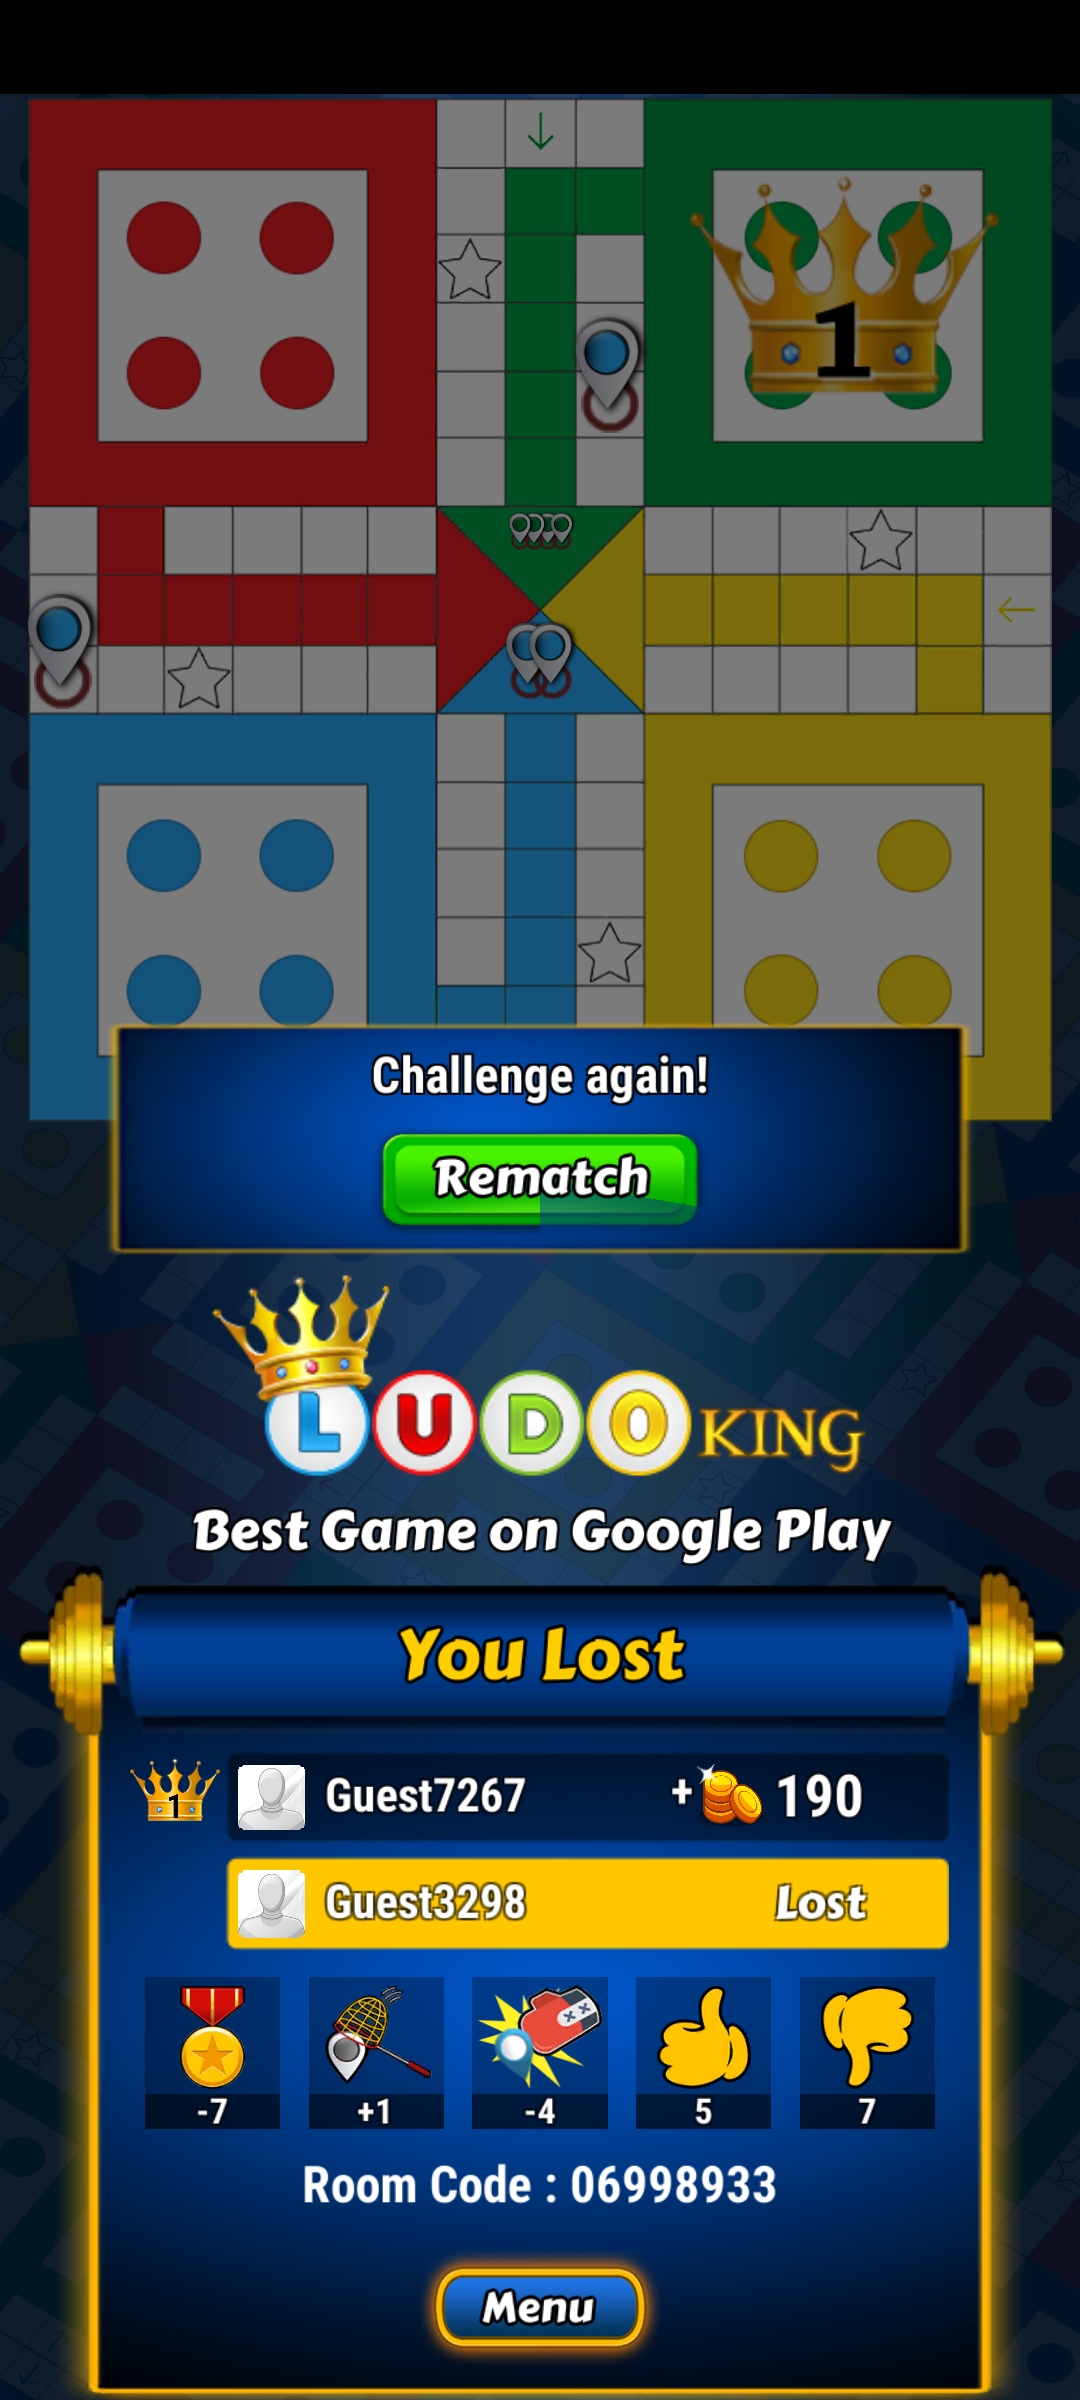 1
Challenge again!
Rematch
LUDO KING
Best Game on Google Play
You Lost
1 Guest7267 + 190
Guest3298 Lost
-7 +1 -4 5 7
Room Code : 06998933
Menu